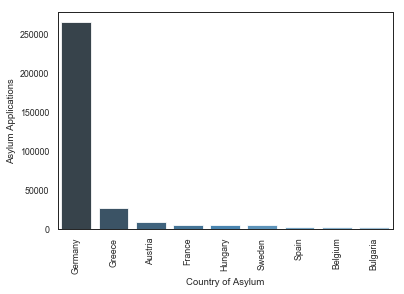 250000
200000
150000
100000
50000
0
Asylum Applications
Germany
Greece
Austria
France
Hungary
Sweden
Spain
Belgium
Bulgaria
Country of Asylum